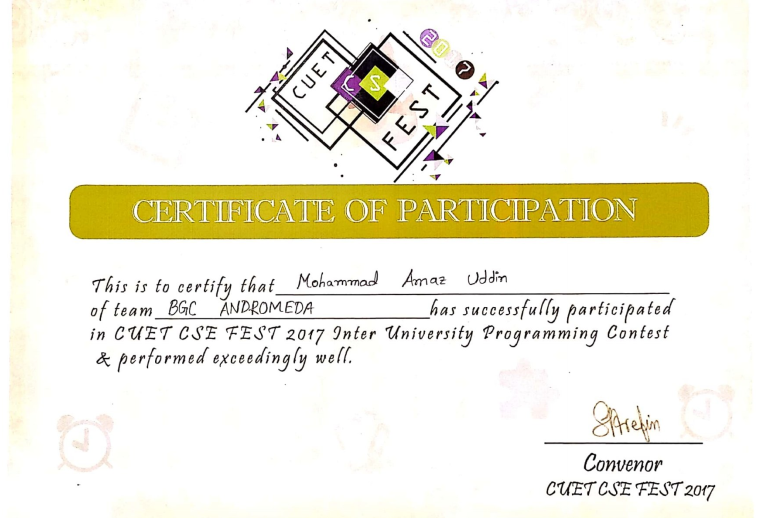 CUET
CS
FEST
2017
CERTIFICATE OF PARTICIPATION
This is to certify that Mohammad Amaz Uddin
of team BGC ANDROMEDA has successfully participated
in CUET CSE FEST 2017 Inter University Programming Contest
& performed exceedingly well.
SArefin
Convenor
CUET CSE FEST 2017